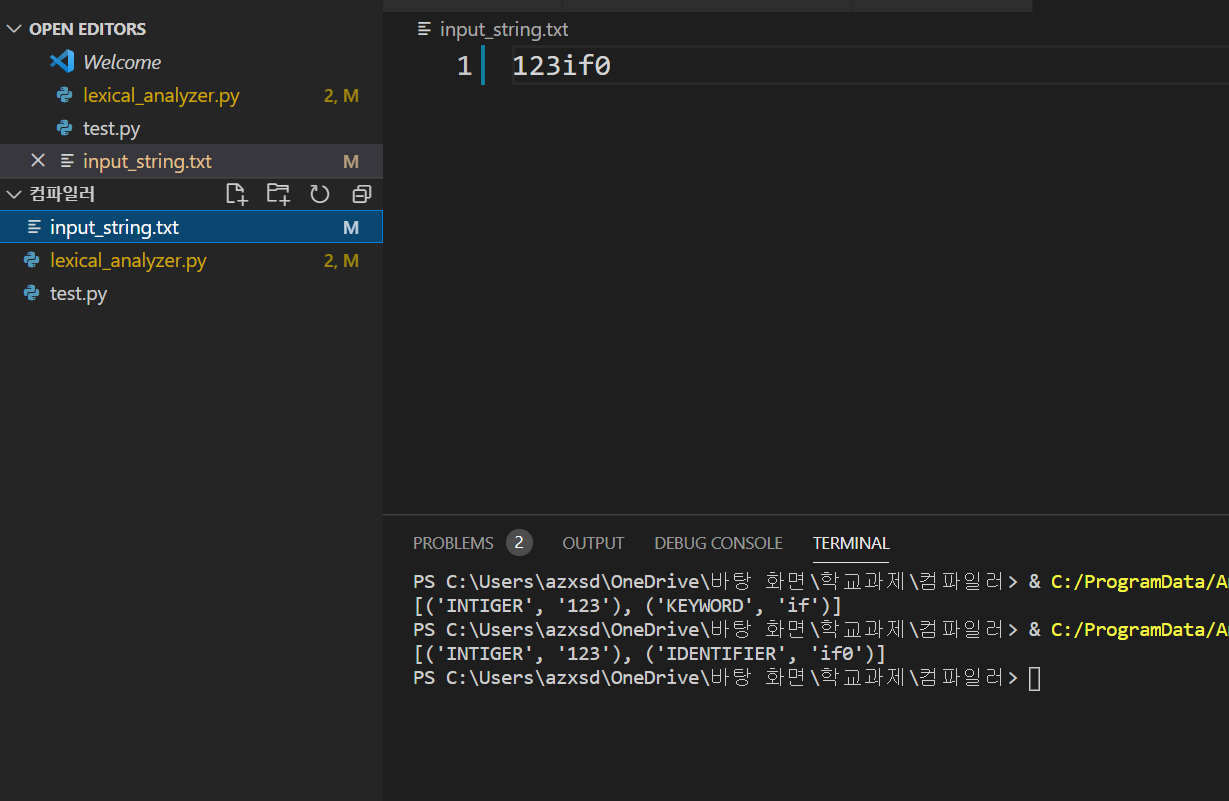 OPEN EDITORS
Welcome
lexical_analyzer.py 2, M
test.py
input_string.txt M
컴파일러
input_string.txt M
lexical_analyzer.py 2, M
test.py
input_string.txt
1 123if0
PROBLEMS 2 OUTPUT DEBUG CONSOLE TERMINAL
PS C:\Users\azxsd\OneDrive\바탕 화면\학교과제\컴파일러> & C:/ProgramData/A
[('INTIGER', '123'), ('KEYWORD', 'if')]
PS C:\Users\azxsd\OneDrive\바탕 화면\학교과제\컴파일러> & C:/ProgramData/A
[('INTIGER', '123'), ('IDENTIFIER', 'if0')]
PS C:\Users\azxsd\OneDrive\바탕 화면\학교과제\컴파일러>